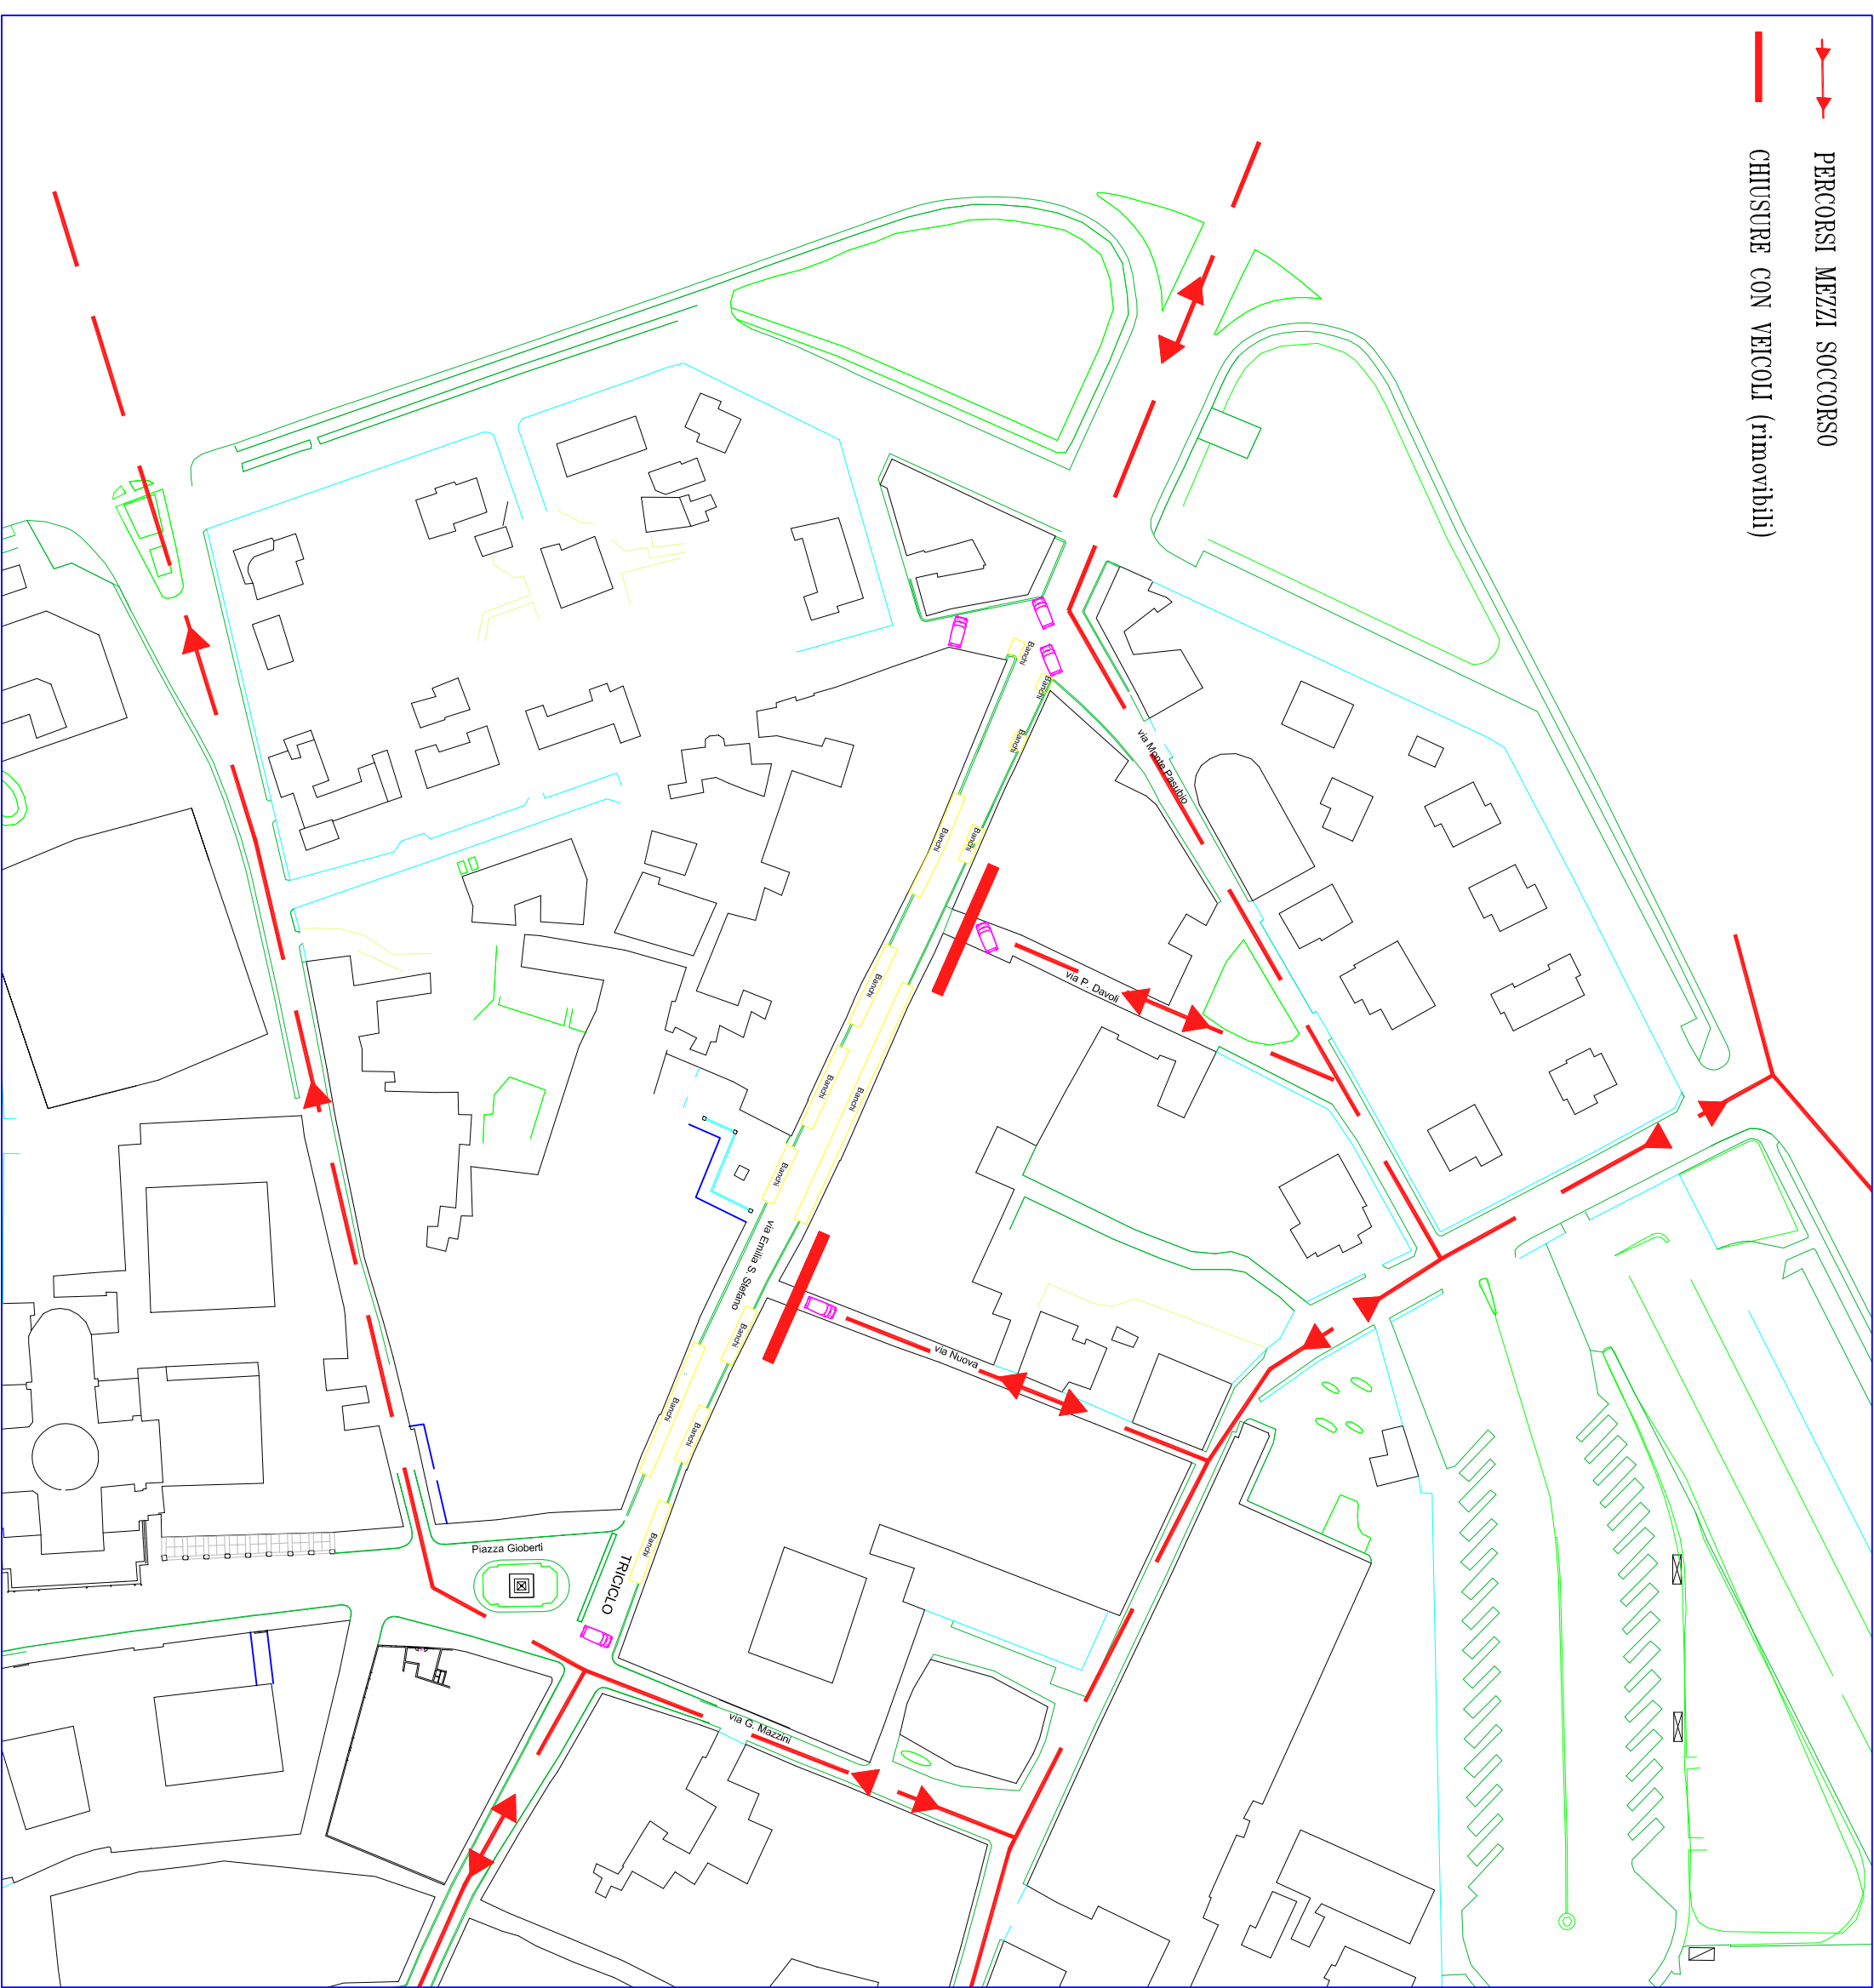 PERCORSI MEZZI SOCCORSO
CHIUSURE CON VEICOLI (rimovibili)
Banchi
Banchi
Banchi
via Monte Pasubio
Banchi
Banchi
Banchi
via P. Davoli
Banchi
Banchi
Banchi
via Emilia S. Stefano
Banchi
via Nuova
Banchi
Banchi
Banchi
Piazza Gioberti
TRICICLO
via G. Mazzini